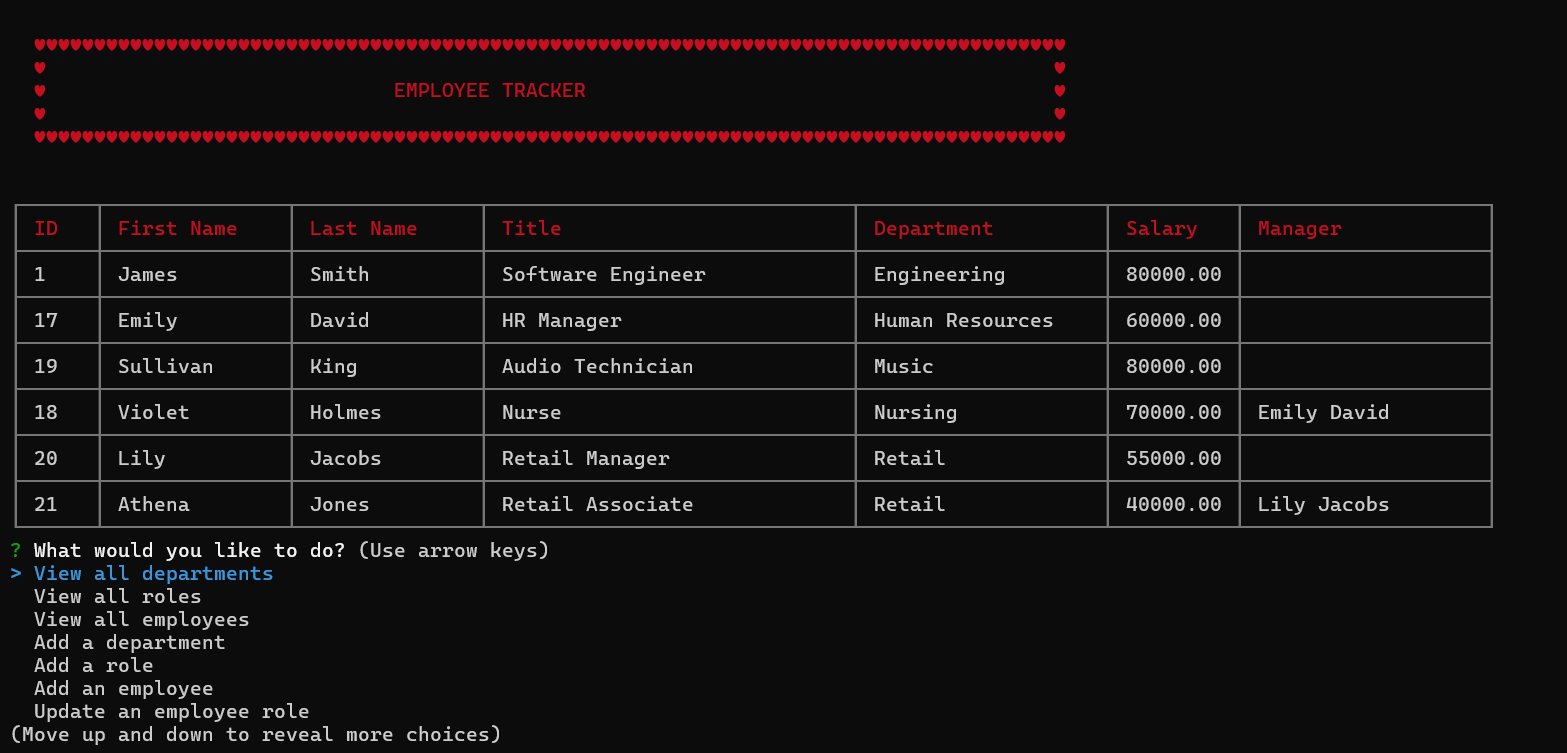 EMPLOYEE TRACKER
ID First Name Last Name Title Department Salary Manager
1 James Smith Software Engineer Engineering 80000.00
17 Emily David HR Manager Human Resources 60000.00
19 Sullivan King Audio Technician Music 80000.00
18 Violet Holmes Nurse Nursing 70000.00 Emily David
20 Lily Jacobs Retail Manager Retail 55000.00
21 Athena Jones Retail Associate Retail 40000.00 Lily Jacobs
? What would you like to do? (Use arrow keys)
> View all departments
View all roles
View all employees
Add a department
Add a role
Add an employee
Update an employee role
(Move up and down to reveal more choices)